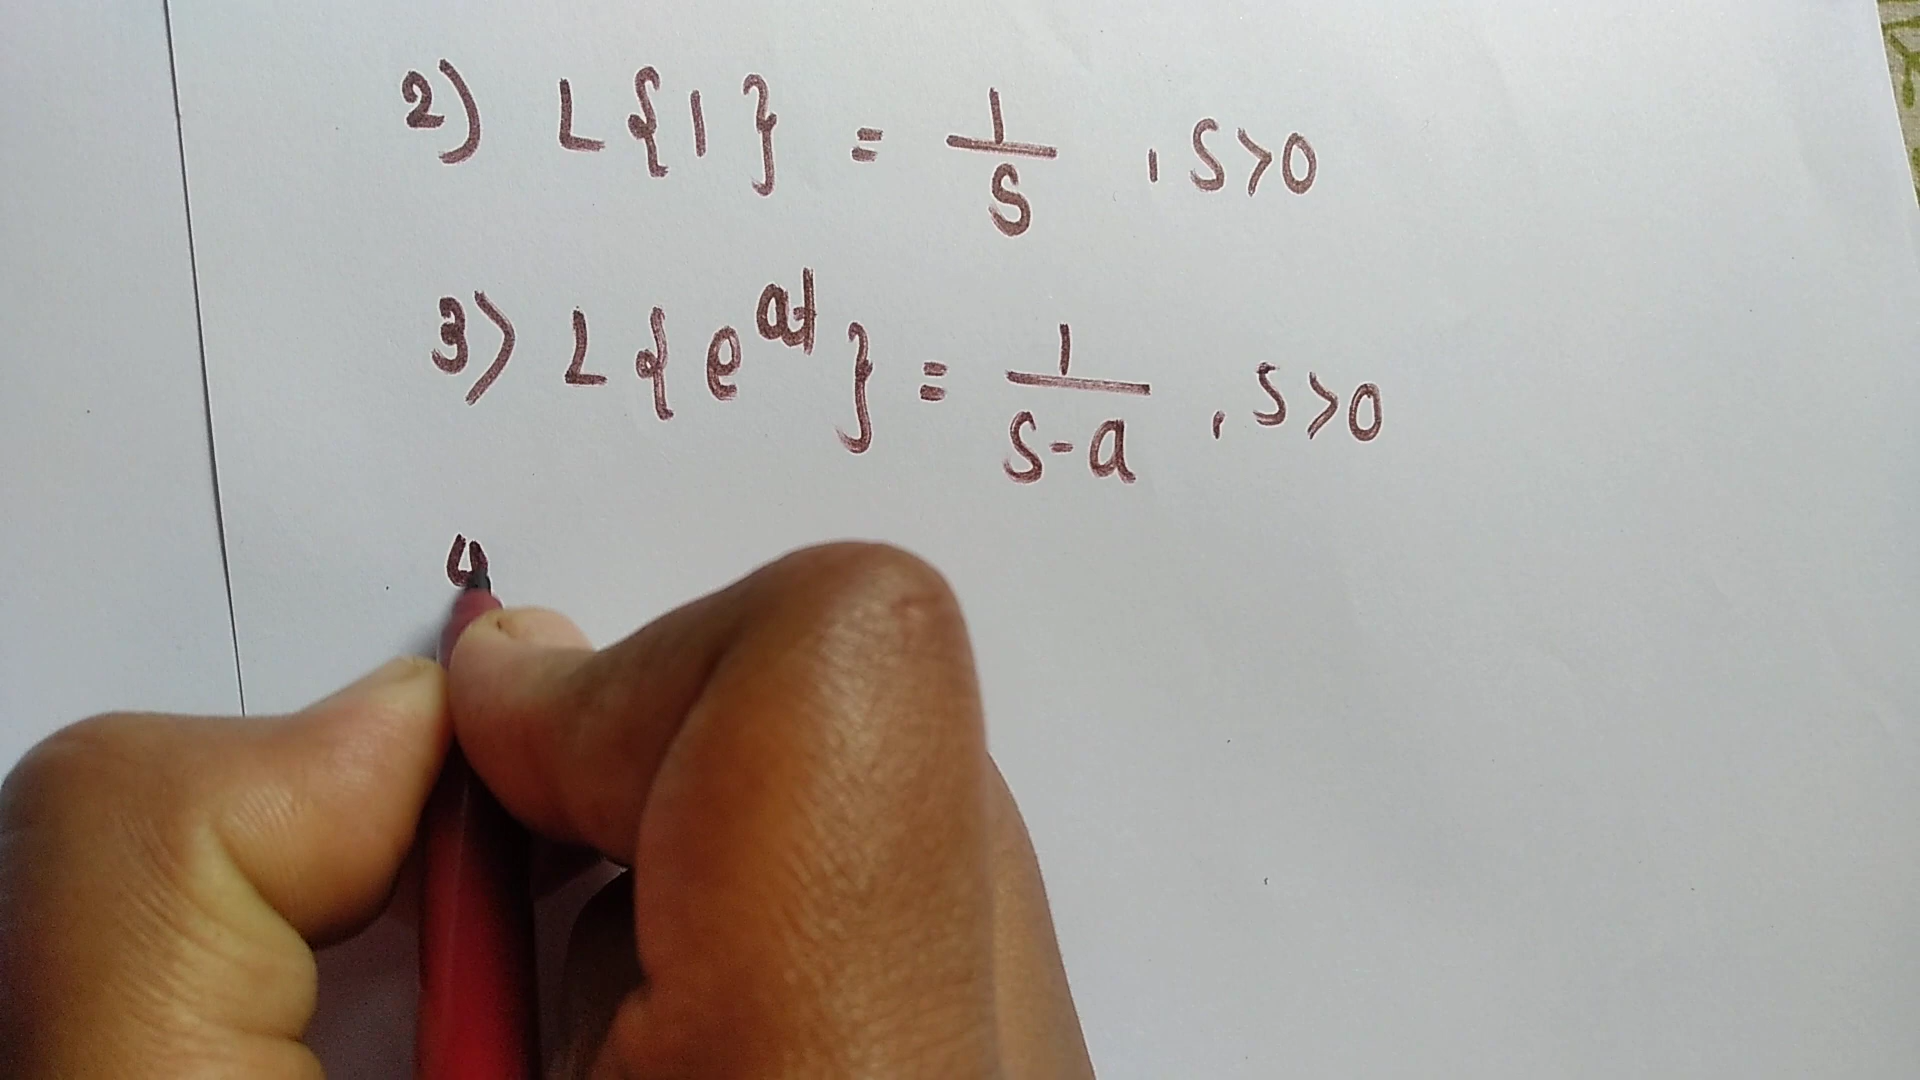 2) L{1} = 1/s , s>0
3) L{e^at} = 1/s-a , s>0
4